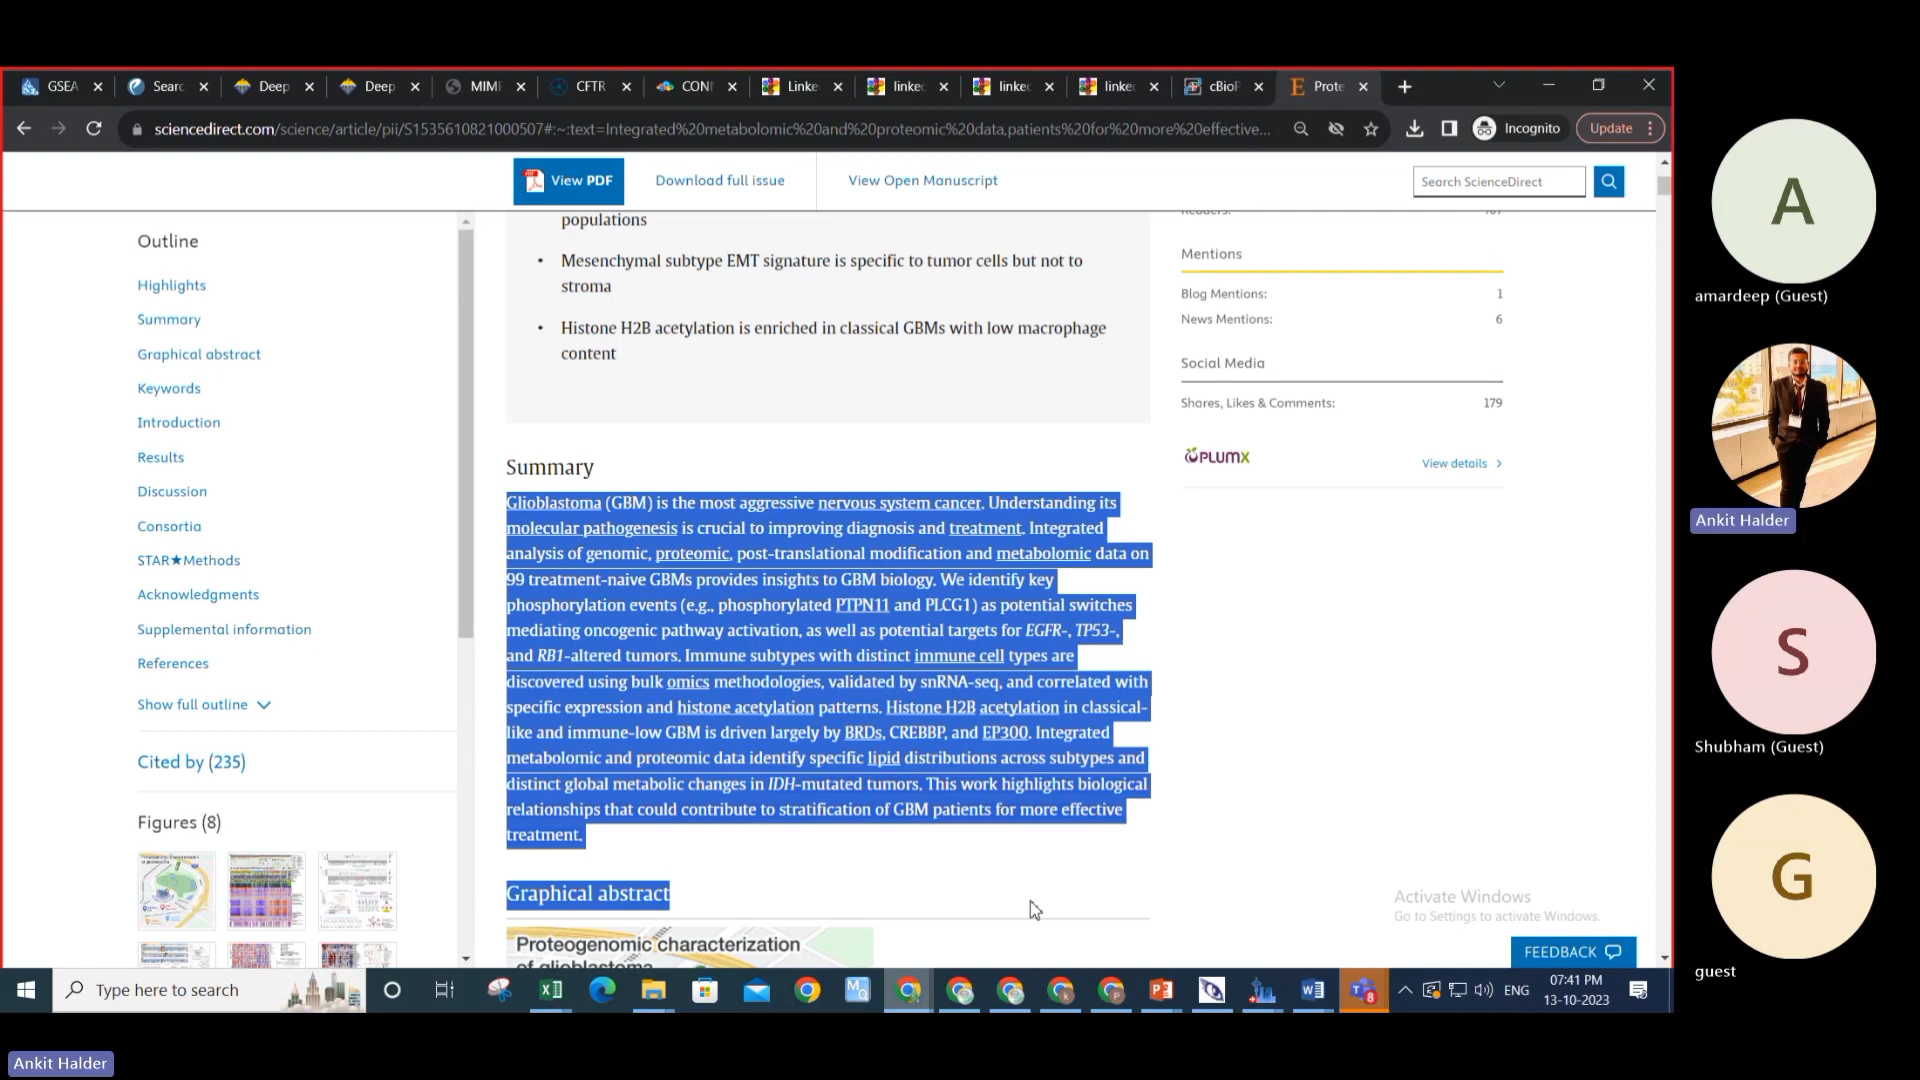 GSEA
Searc
Deep
Deep
MIMI
CFTR
CONI
Linke
linkec
linkec
linkec
cBioP
Prote
sciencedirect.com/science/article/pii/S1535610821000507#:~:text=Integrated%20metabolomic%20and%20proteomic%20data,patients%20for%20more%20effective...
Incognito
Update
View PDF
Download full issue
View Open Manuscript
Search ScienceDirect
Outline
Highlights
Summary
Graphical abstract
Keywords
Introduction
Results
Discussion
Consortia
STAR★Methods
Acknowledgments
Supplemental information
References
Show full outline
Cited by (235)
Figures (8)
populations
• Mesenchymal subtype EMT signature is specific to tumor cells but not to
stroma
• Histone H2B acetylation is enriched in classical GBMs with low macrophage
content
Summary
Glioblastoma (GBM) is the most aggressive nervous system cancer. Understanding its
molecular pathogenesis is crucial to improving diagnosis and treatment. Integrated
analysis of genomic, proteomic, post-translational modification and metabolomic data on
99 treatment-naive GBMs provides insights to GBM biology. We identify key
phosphorylation events (e.g., phosphorylated PTPN11 and PLCG1) as potential switches
mediating oncogenic pathway activation, as well as potential targets for EGFR-, TP53-,
and RB1-altered tumors. Immune subtypes with distinct immune cell types are
discovered using bulk omics methodologies, validated by snRNA-seq, and correlated with
specific expression and histone acetylation patterns. Histone H2B acetylation in classical-
like and immune-low GBM is driven largely by BRDs, CREBBP, and EP300. Integrated
metabolomic and proteomic data identify specific lipid distributions across subtypes and
distinct global metabolic changes in IDH-mutated tumors. This work highlights biological
relationships that could contribute to stratification of GBM patients for more effective
treatment.
Graphical abstract
Proteogenomic characterization
of glioblastoma
Readers:
Mentions
Blog Mentions: 1
News Mentions: 6
Social Media
Shares, Likes & Comments: 179
PLUMX
View details
Activate Windows
Go to Settings to activate Windows.
FEEDBACK
Type here to search
ENG
07:41 PM
13-10-2023
A
amardeep (Guest)
Ankit Halder
S
Shubham (Guest)
G
guest
Ankit Halder